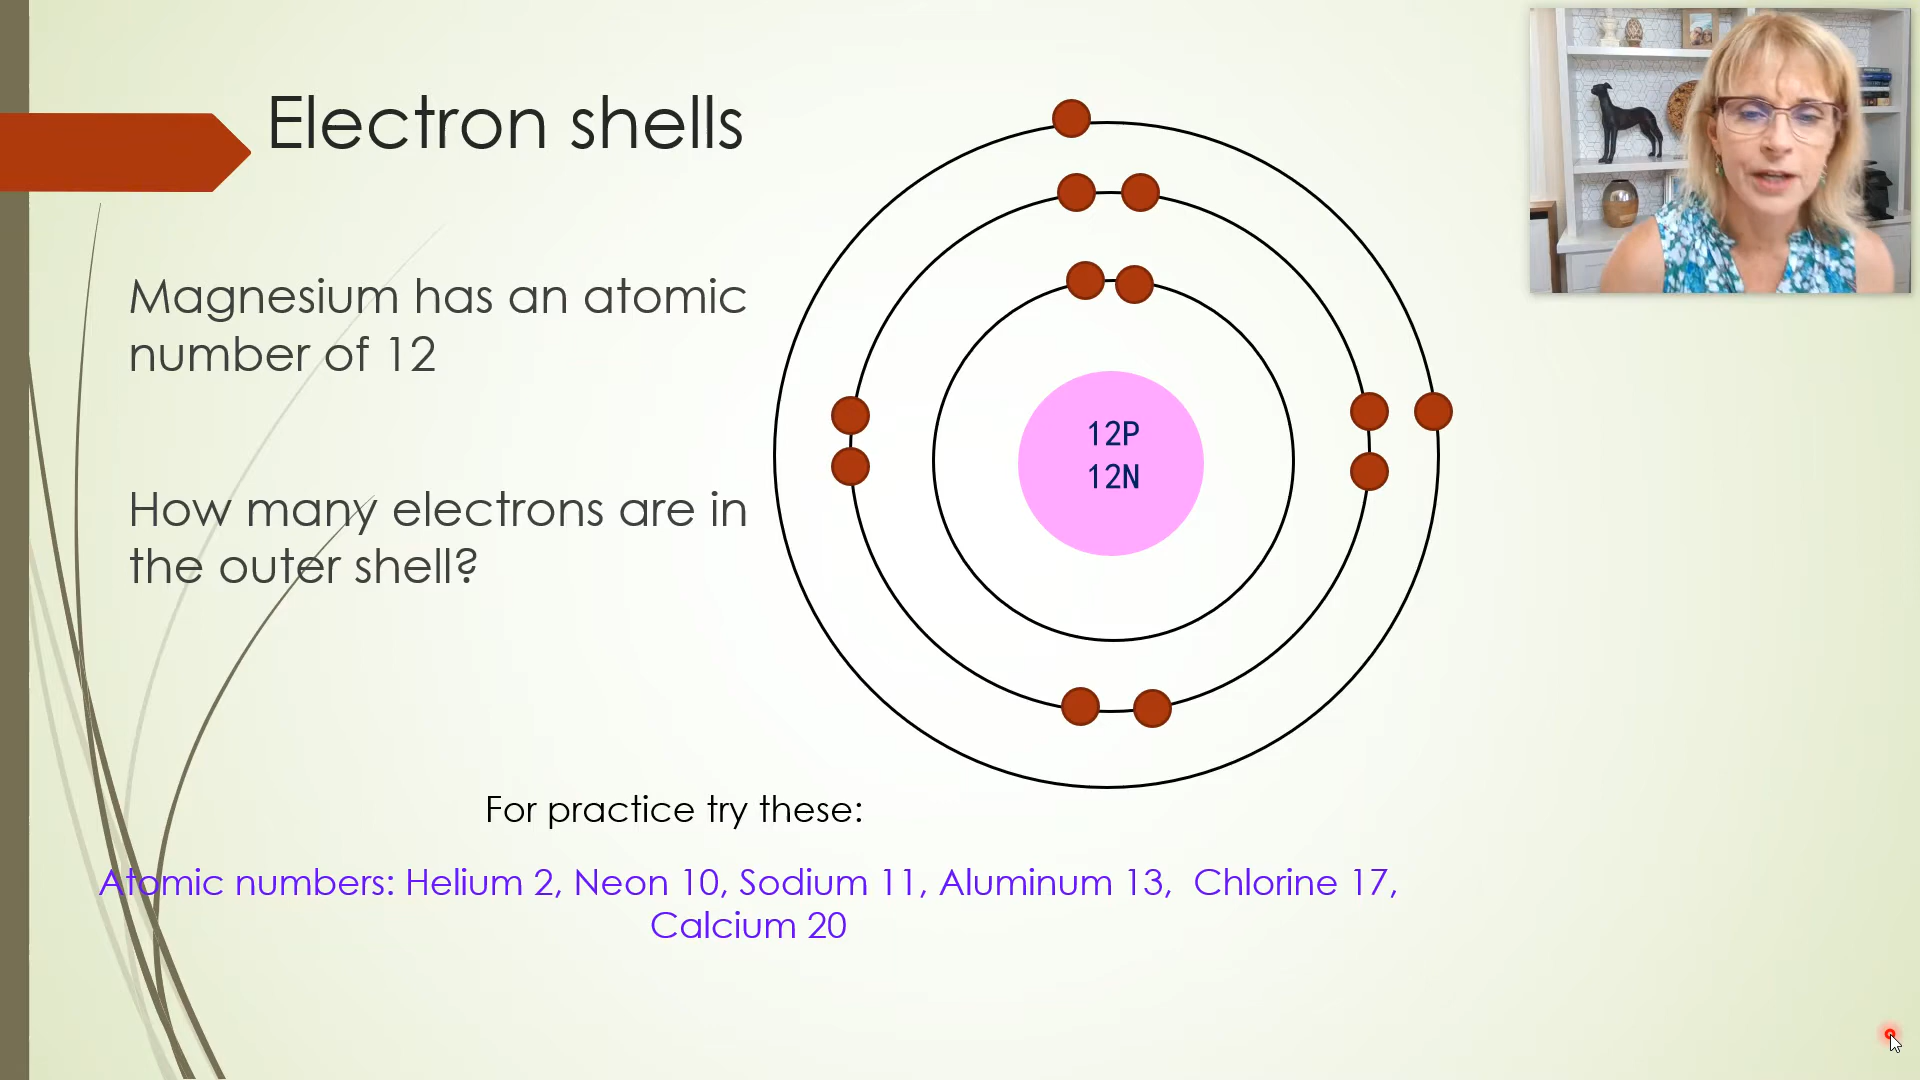 Electron shells
Magnesium has an atomic
number of 12
How many electrons are in
the outer shell?
12P
12N
For practice try these:
Atomic numbers: Helium 2, Neon 10, Sodium 11, Aluminum 13, Chlorine 17,
Calcium 20